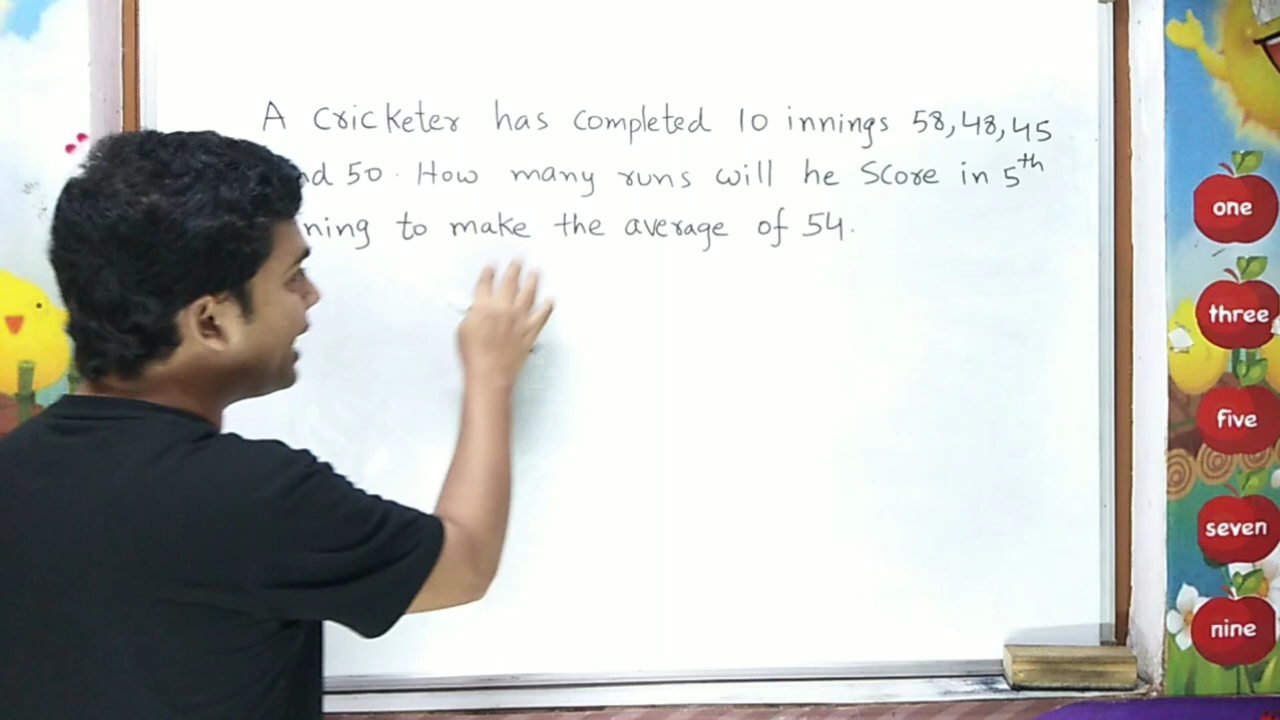 A cricketer has completed 10 innings 58, 48, 45
nd 50. How many runs will he Score in 5th
ning to make the average of 54.
one
three
five
seven
nine